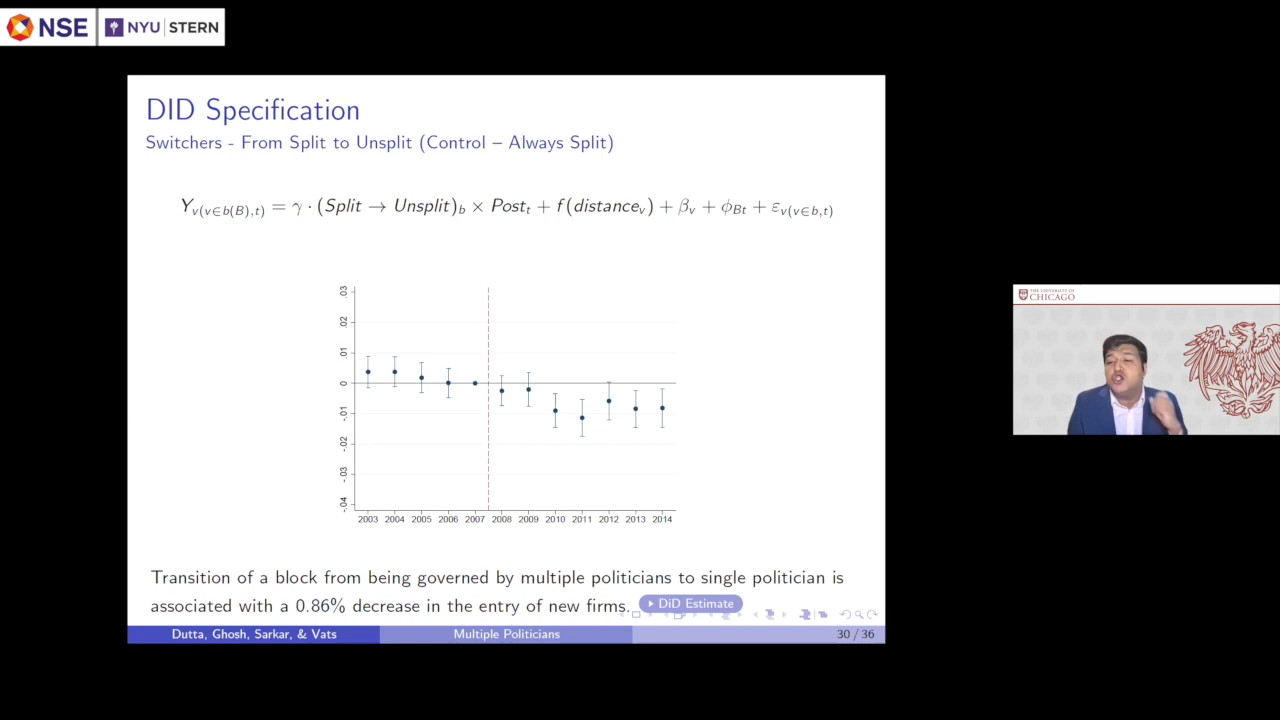 NSE NYU | STERN
DID Specification
Switchers - From Split to Unsplit (Control – Always Split)
Y_{v(v∈b(B),t)} = γ · (Split → Unsplit)_b × Post_t + f(distance_v) + β_v + ϕ_{Bt} + ε_{v(v∈b,t)}
THE UNIVERSITY OF
CHICAGO
.03
.02
.01
0
-.01
-.02
-.03
-.04
2003 2004 2005 2006 2007 2008 2009 2010 2011 2012 2013 2014
Transition of a block from being governed by multiple politicians to single politician is
associated with a 0.86% decrease in the entry of new firms. DiD Estimate
Dutta, Ghosh, Sarkar, & Vats Multiple Politicians 30 / 36